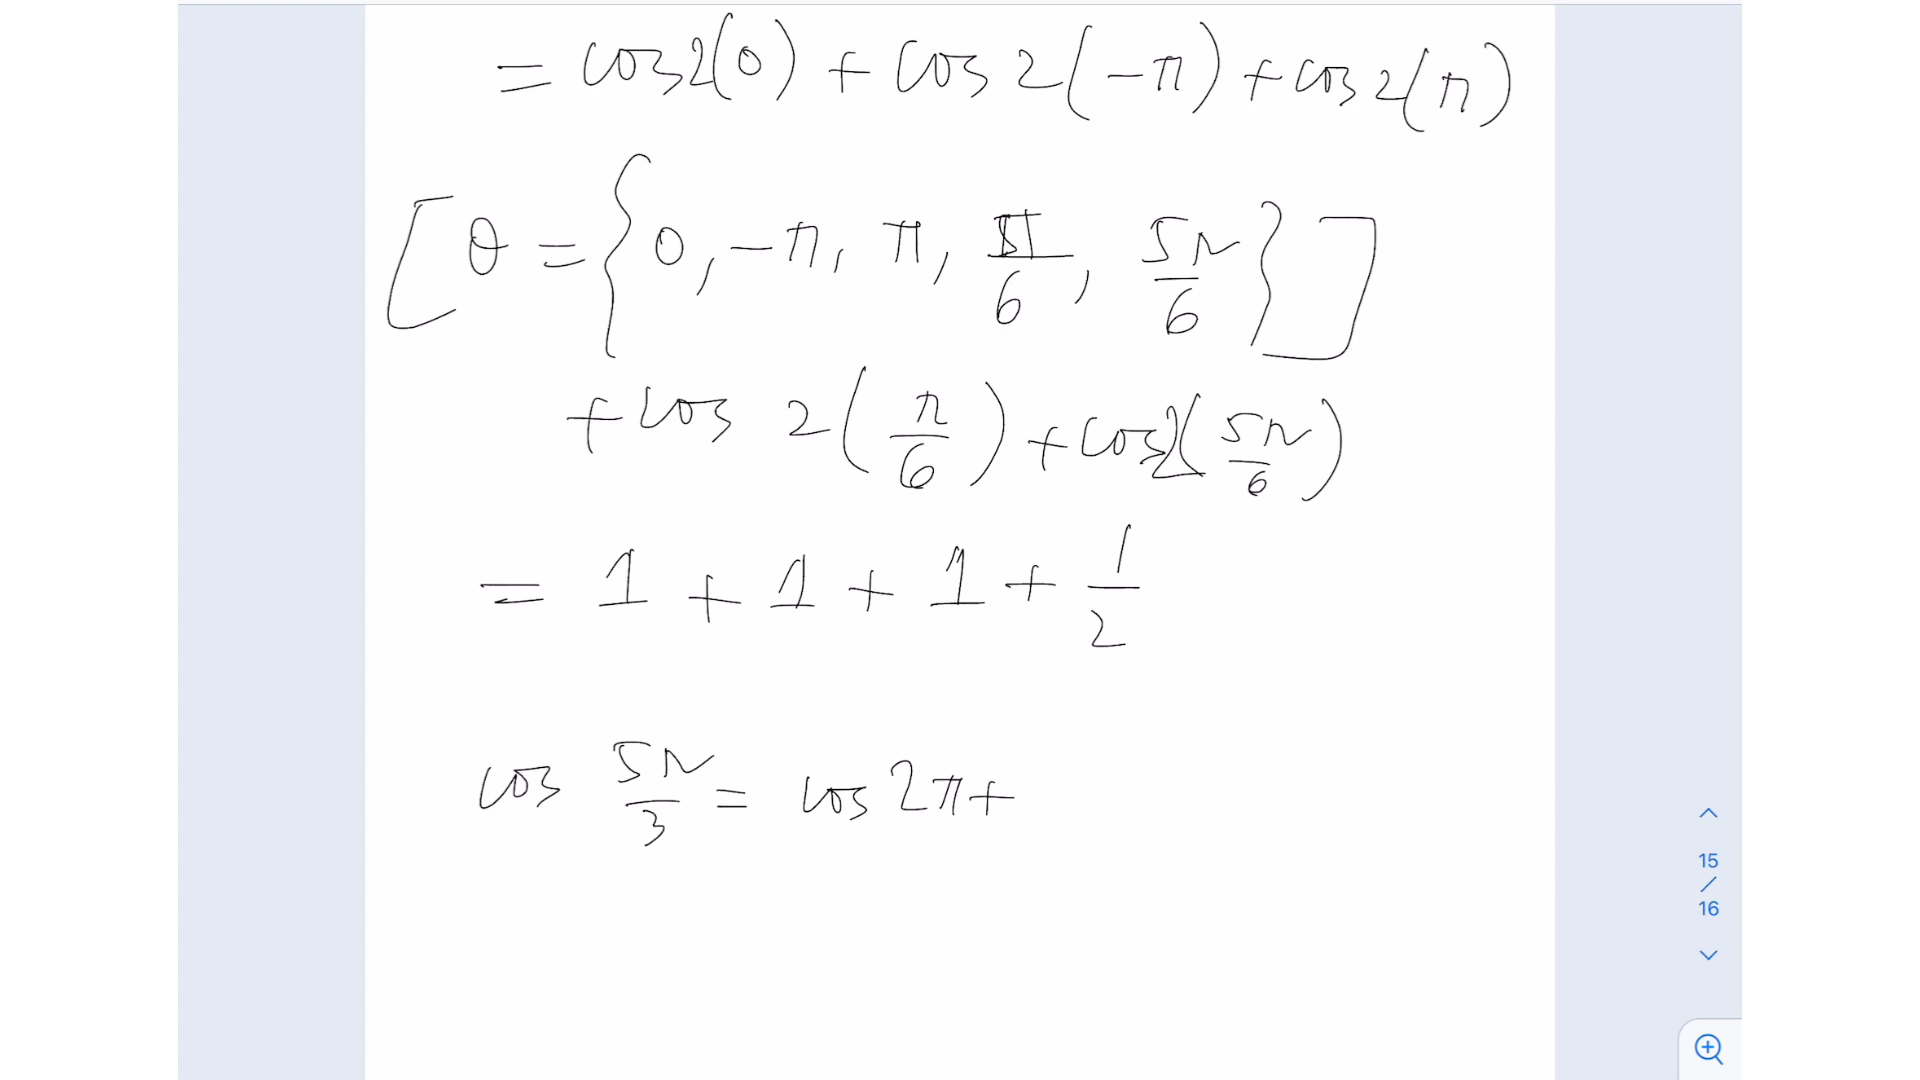 = cos2(0) + cos 2(-π) + cos 2(π)
[θ = {0, -π, π, π/6, 5π/6}]
+ cos 2(π/6) + cos2(5π/6)
= 1 + 1 + 1 + 1/2
cos 5π/3 = cos 2π+
15
/
16